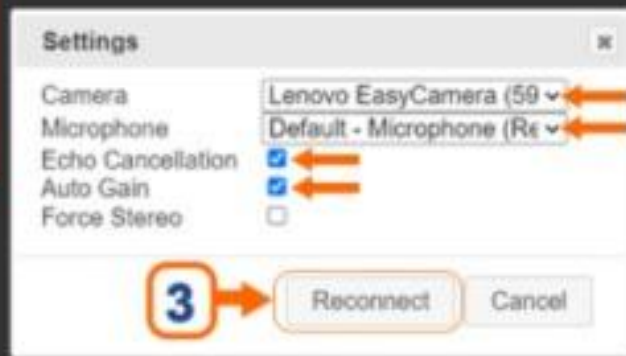 Settings
Camera Lenovo EasyCamera (59
Microphone Default - Microphone (Re
Echo Cancellation
Auto Gain
Force Stereo
3 Reconnect Cancel